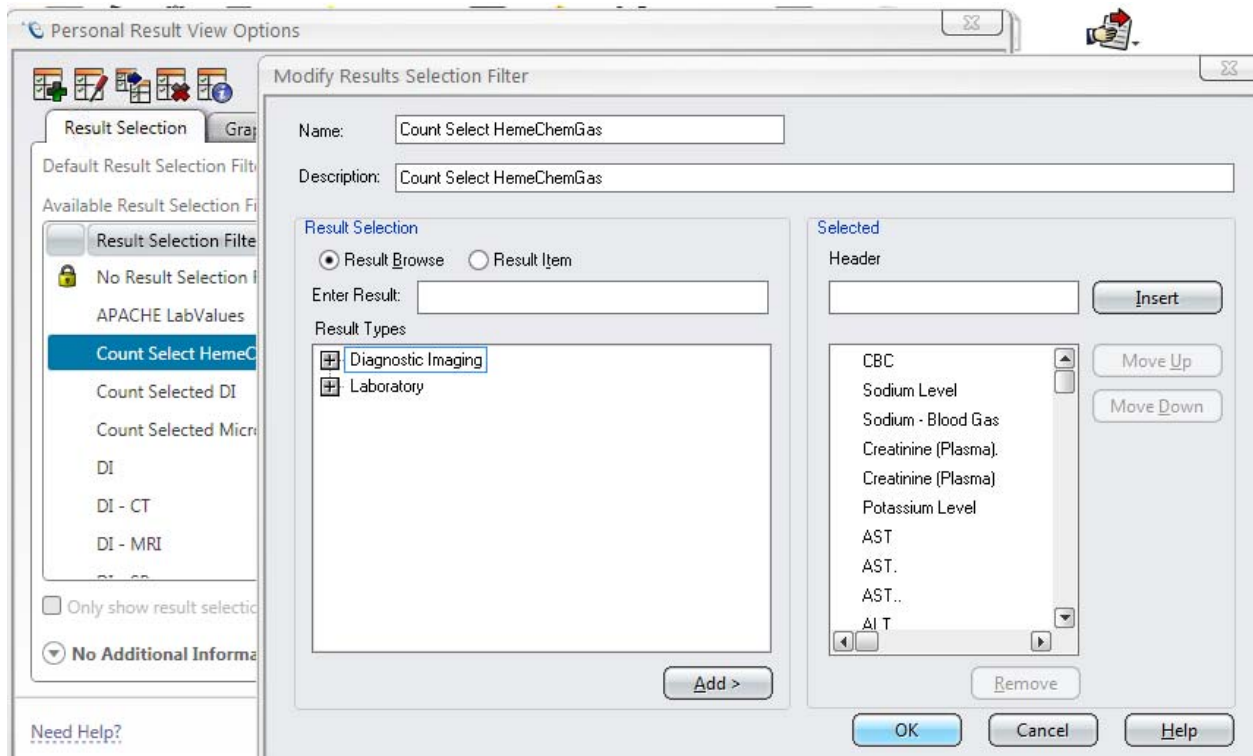 Personal Result View Options
Modify Results Selection Filter
Result Selection
Default Result Selection
Available Result Selection
Result Selection
No Result Selection
APACHE LabValues
Count Select
Count Selected DI
Count Selected
DI
DI - CT
DI - MRI
Only show result
No Additional
Need Help?
Name: Count Select HemeChemGas
Description: Count Select HemeChemGas
Result Selection
Result Browse Result Item
Enter Result:
Result Types
Diagnostic Imaging
Laboratory
Add >
Selected
Header
Insert
CBC
Sodium Level
Sodium - Blood Gas
Creatinine (Plasma).
Creatinine (Plasma)
Potassium Level
AST
AST.
AST..
ALT
Move Up
Move Down
Remove
OK Cancel Help